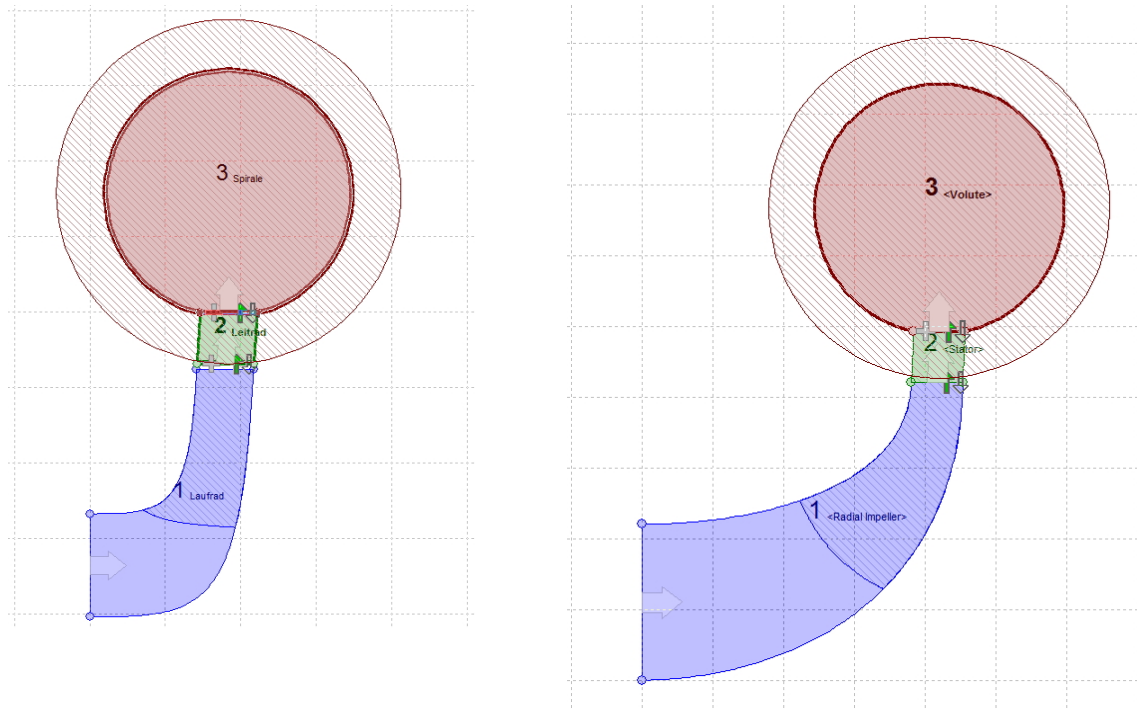 3 Spirale
2 Leitrad
1 Laufrad
3 <Volute>
2 <Stator>
1 <Radial Impeller>